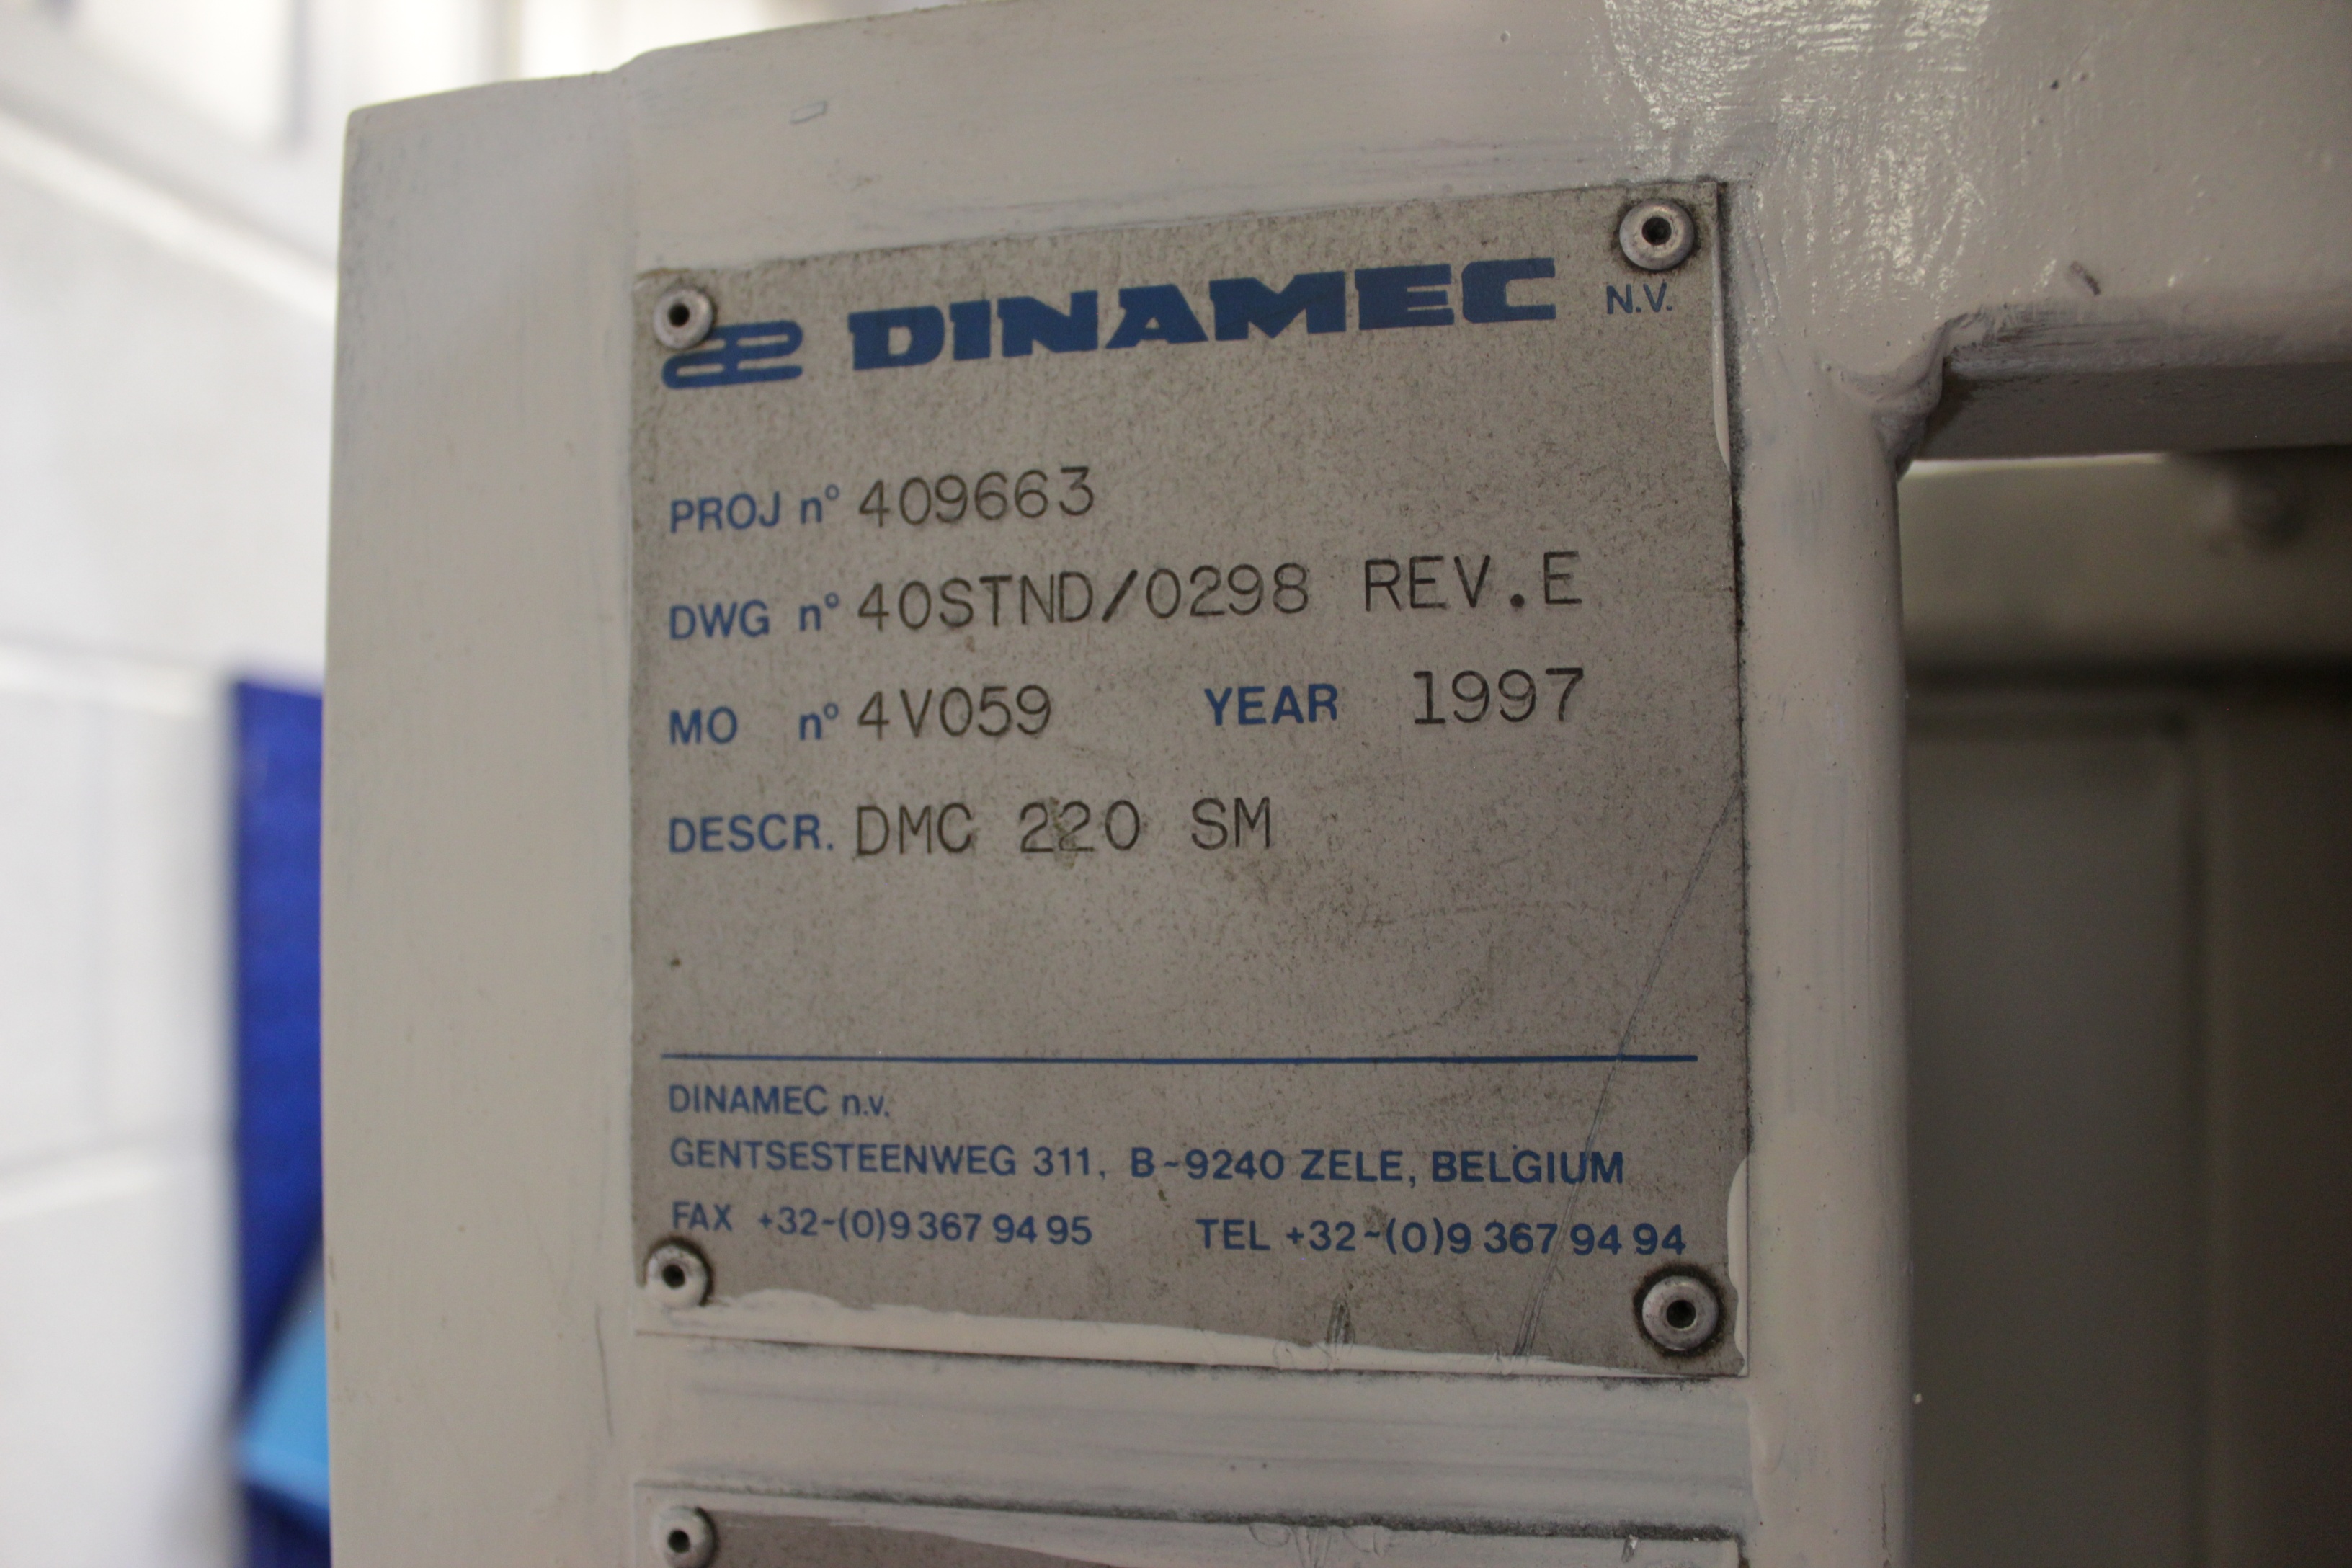 DINAMEC N.V.
PROJ n° 409663
DWG n° 40STND/0298 REV.E
MO n° 4V059 YEAR 1997
DESCR. DMC 220 SM
DINAMEC n.v.
GENTSESTEENWEG 311, B-9240 ZELE, BELGIUM
FAX +32-(0)9 367 94 95 TEL +32-(0)9 367 94 94